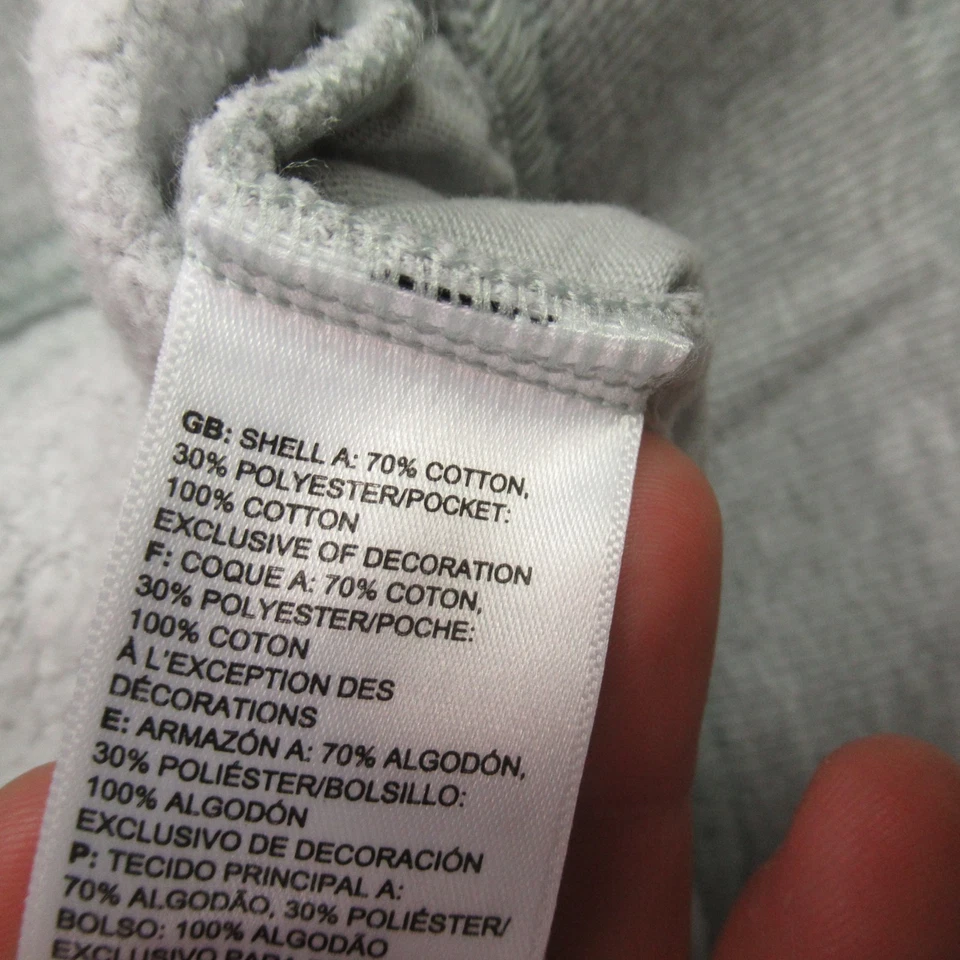 GB: SHELL A: 70% COTTON,
30% POLYESTER/POCKET:
100% COTTON
EXCLUSIVE OF DECORATION
F: COQUE A: 70% COTON,
30% POLYESTER/POCHE:
100% COTON
À L'EXCEPTION DES
DÉCORATIONS
E: ARMAZÓN A: 70% ALGODÓN,
30% POLIÉSTER/BOLSILLO:
100% ALGODÓN
EXCLUSIVO DE DECORACIÓN
P: TECIDO PRINCIPAL A:
70% ALGODÃO, 30% POLIÉSTER/
BOLSO: 100% ALGODÃO
EXCLUSIVO PARA